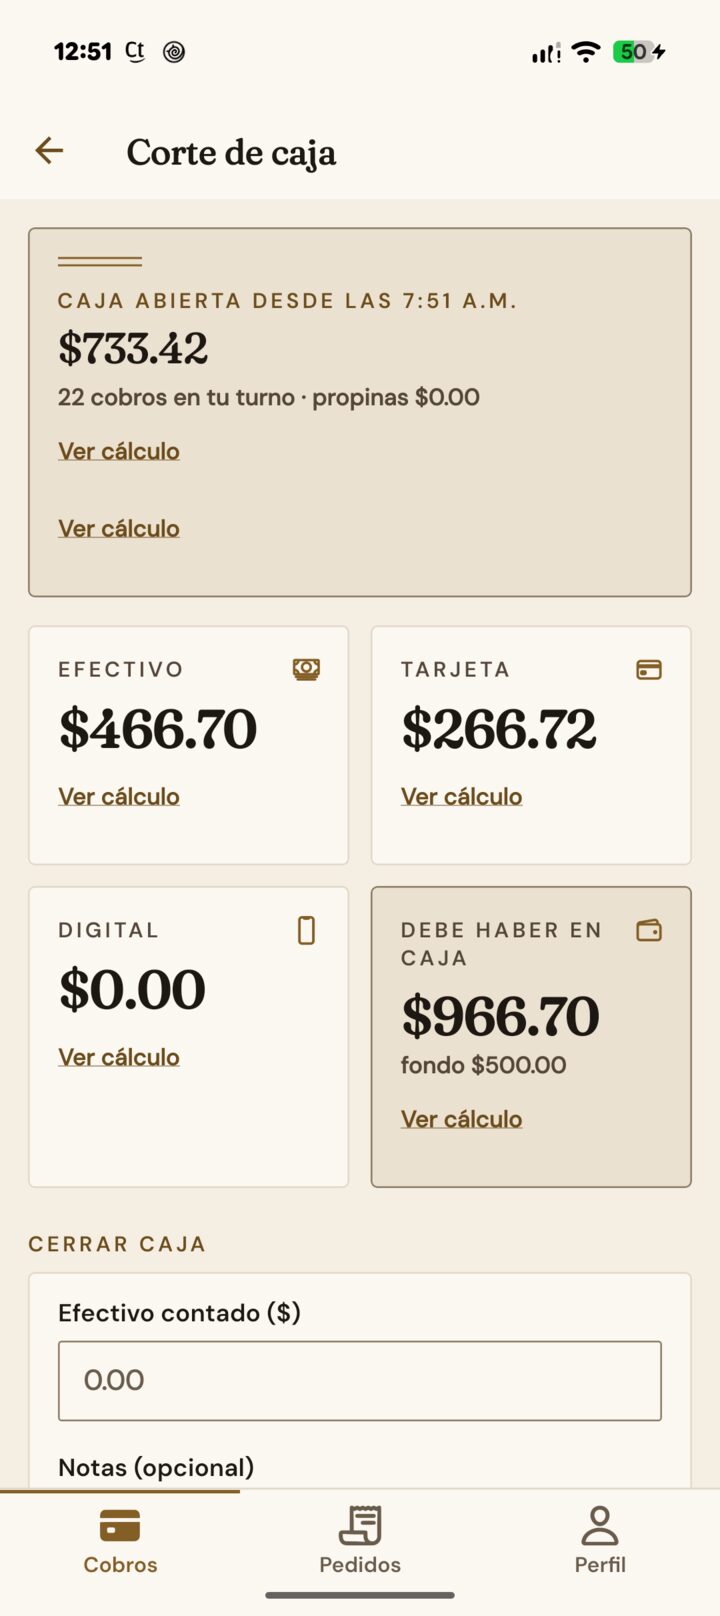 12:51 Ct 50
Corte de caja
CAJA ABIERTA DESDE LAS 7:51 A.M.
$733.42
22 cobros en tu turno · propinas $0.00
Ver cálculo
Ver cálculo
EFECTIVO
$466.70
Ver cálculo
TARJETA
$266.72
Ver cálculo
DIGITAL
$0.00
Ver cálculo
DEBE HABER EN
CAJA
$966.70
fondo $500.00
Ver cálculo
CERRAR CAJA
Efectivo contado ($)
0.00
Notas (opcional)
Cobros
Pedidos
Perfil